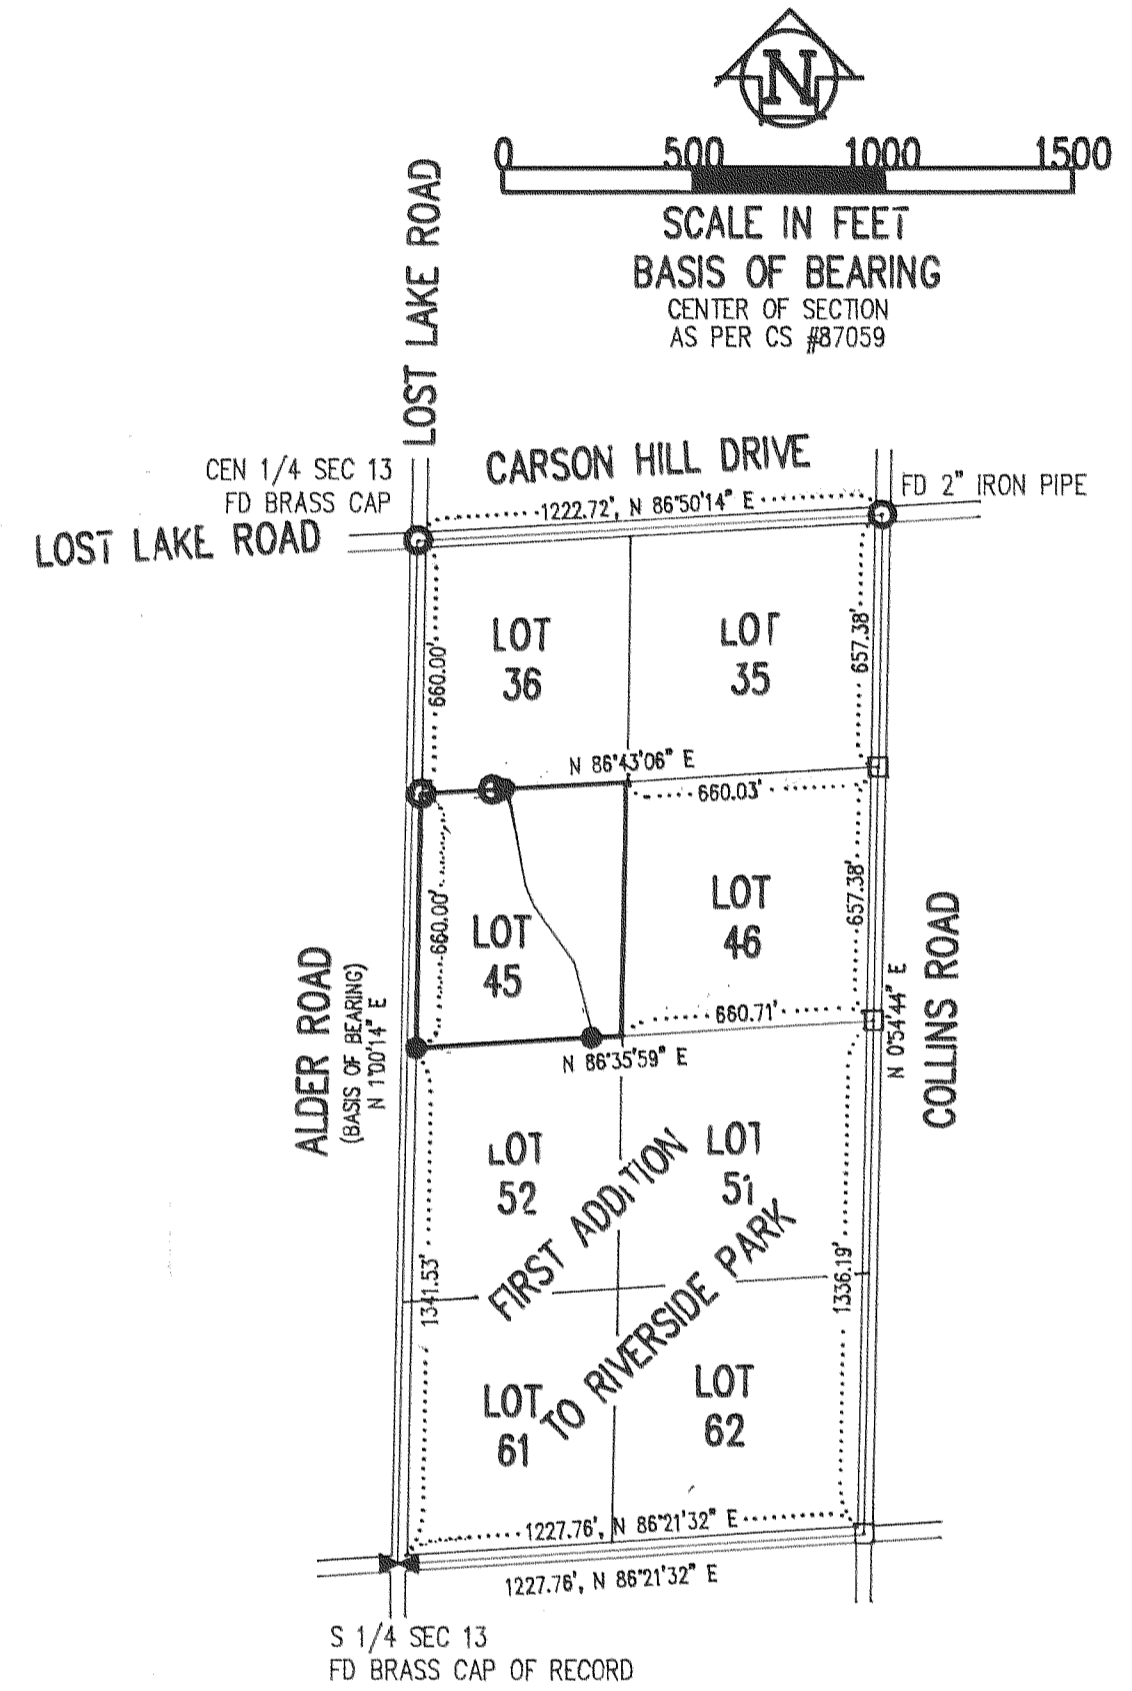 N
0 500 1000 1500
SCALE IN FEET
BASIS OF BEARING
CENTER OF SECTION
AS PER CS #87059
LOST LAKE ROAD
CARSON HILL DRIVE
CEN 1/4 SEC 13
FD BRASS CAP
FD 2" IRON PIPE
1222.72', N 86°50'14" E
LOST LAKE ROAD
LOT
36
LOT
35
660.00'
657.38'
N 86°43'06" E
660.03'
LOT
45
LOT
46
660.00'
657.38'
660.71'
N 86°35'59" E
ALDER ROAD
(BASIS OF BEARING)
N 1°00'14" E
N 0°54'44" E
COLLINS ROAD
LOT
52
LOT
51
FIRST ADDITION
TO RIVERSIDE PARK
1341.53'
1336.19'
LOT
61
LOT
62
1227.76', N 86°21'32" E
1227.76', N 86°21'32" E
S 1/4 SEC 13
FD BRASS CAP OF RECORD